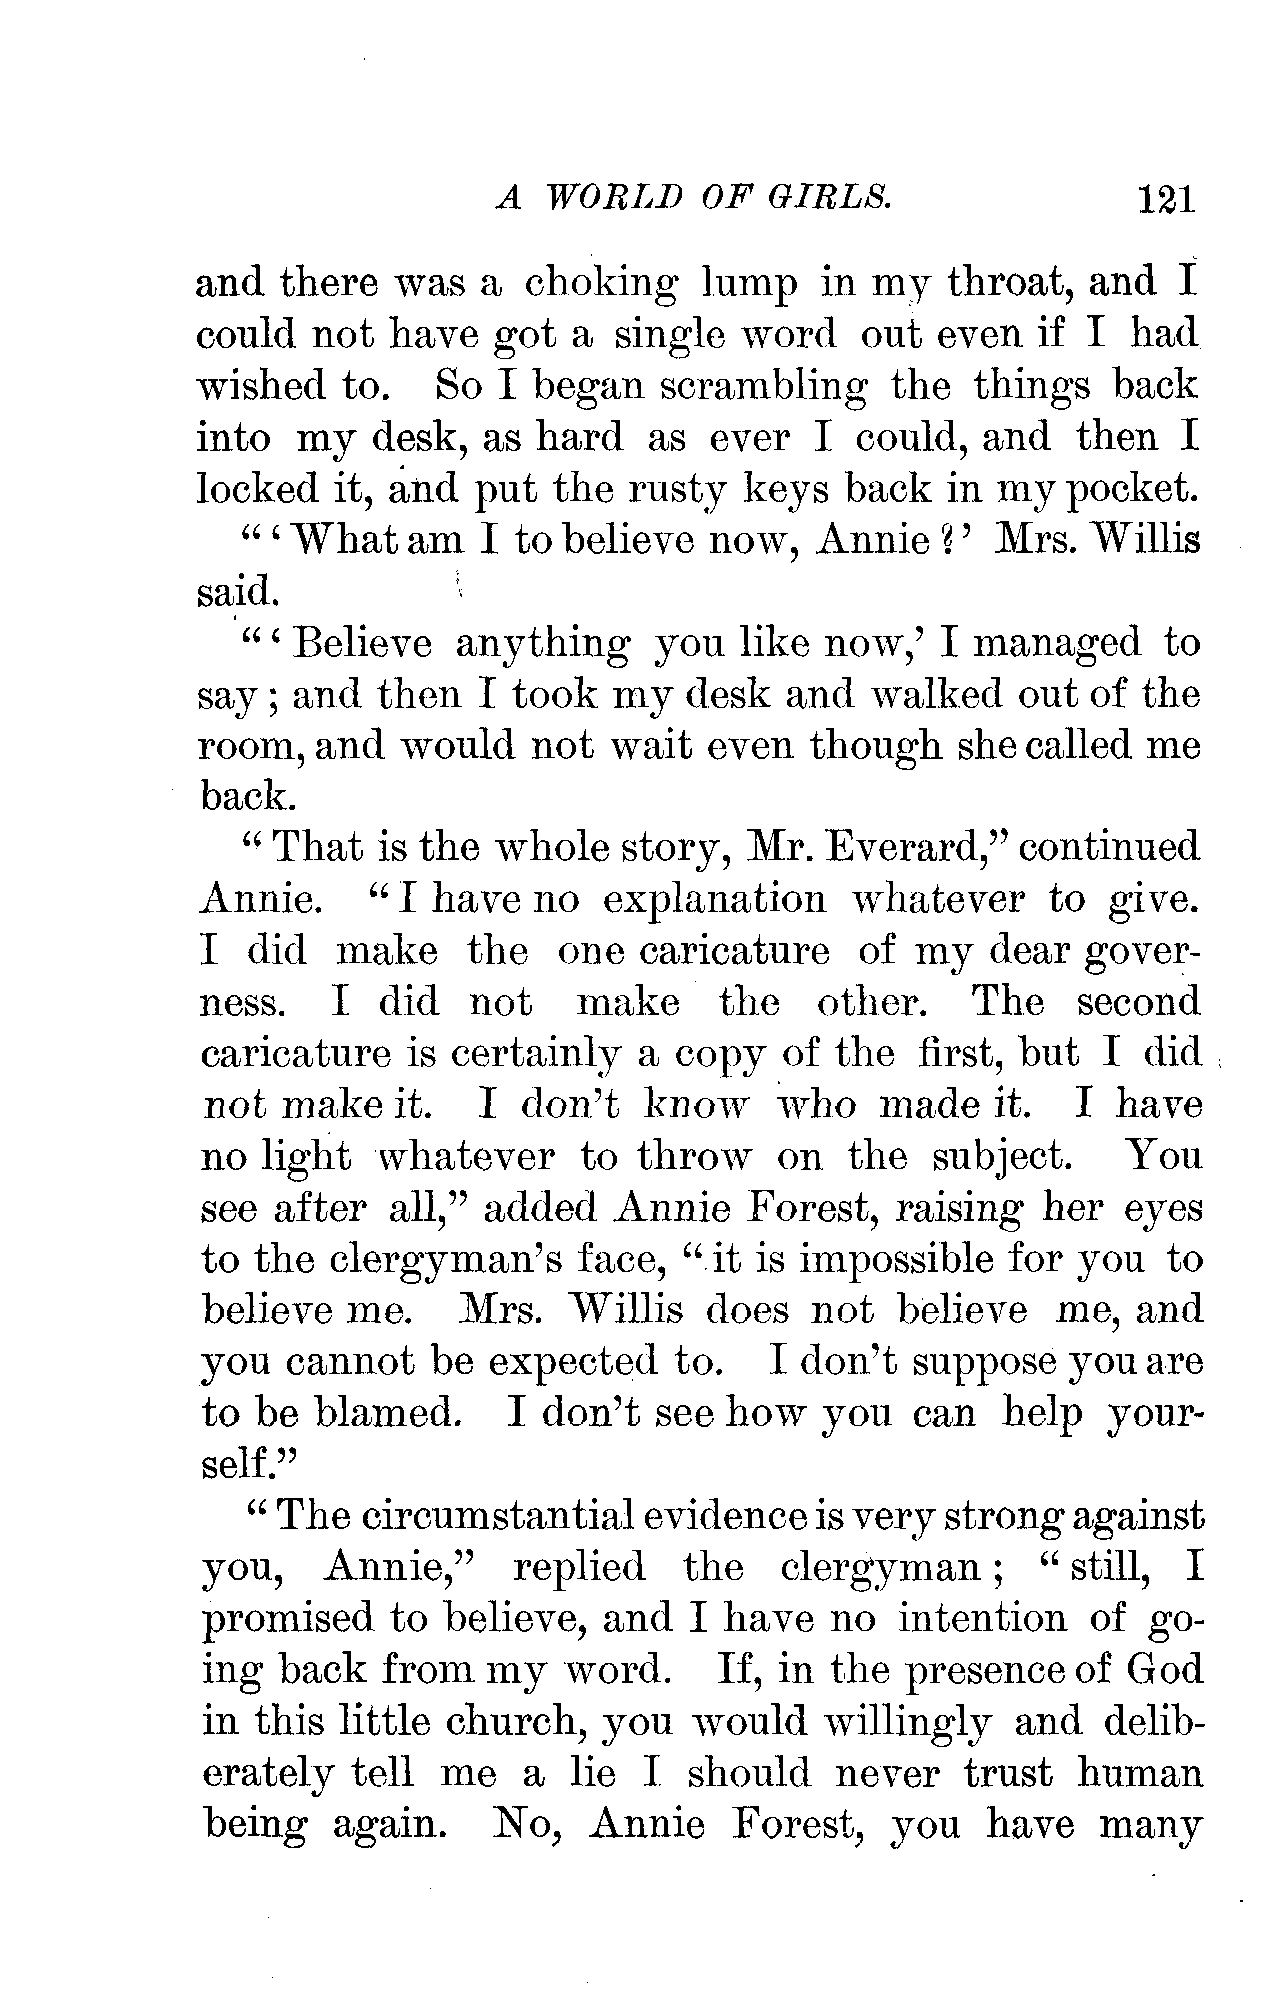 A WORLD OF GIRLS. 121
and there was a choking lump in my throat, and I
could not have got a single word out even if I had
wished to. So I began scrambling the things back
into my desk, as hard as ever I could, and then I
locked it, and put the rusty keys back in my pocket.
“ ‘ What am I to believe now, Annie ?’ Mrs. Willis
said.
“ ‘ Believe anything you like now,’ I managed to
say ; and then I took my desk and walked out of the
room, and would not wait even though she called me
back.
“ That is the whole story, Mr. Everard,” continued
Annie. “ I have no explanation whatever to give.
I did make the one caricature of my dear gover-
ness. I did not make the other. The second
caricature is certainly a copy of the first, but I did
not make it. I don’t know who made it. I have
no light whatever to throw on the subject. You
see after all,” added Annie Forest, raising her eyes
to the clergyman’s face, “ it is impossible for you to
believe me. Mrs. Willis does not believe me, and
you cannot be expected to. I don’t suppose you are
to be blamed. I don’t see how you can help your-
self.”
“ The circumstantial evidence is very strong against
you, Annie,” replied the clergyman ; “ still, I
promised to believe, and I have no intention of go-
ing back from my word. If, in the presence of God
in this little church, you would willingly and delib-
erately tell me a lie I should never trust human
being again. No, Annie Forest, you have many